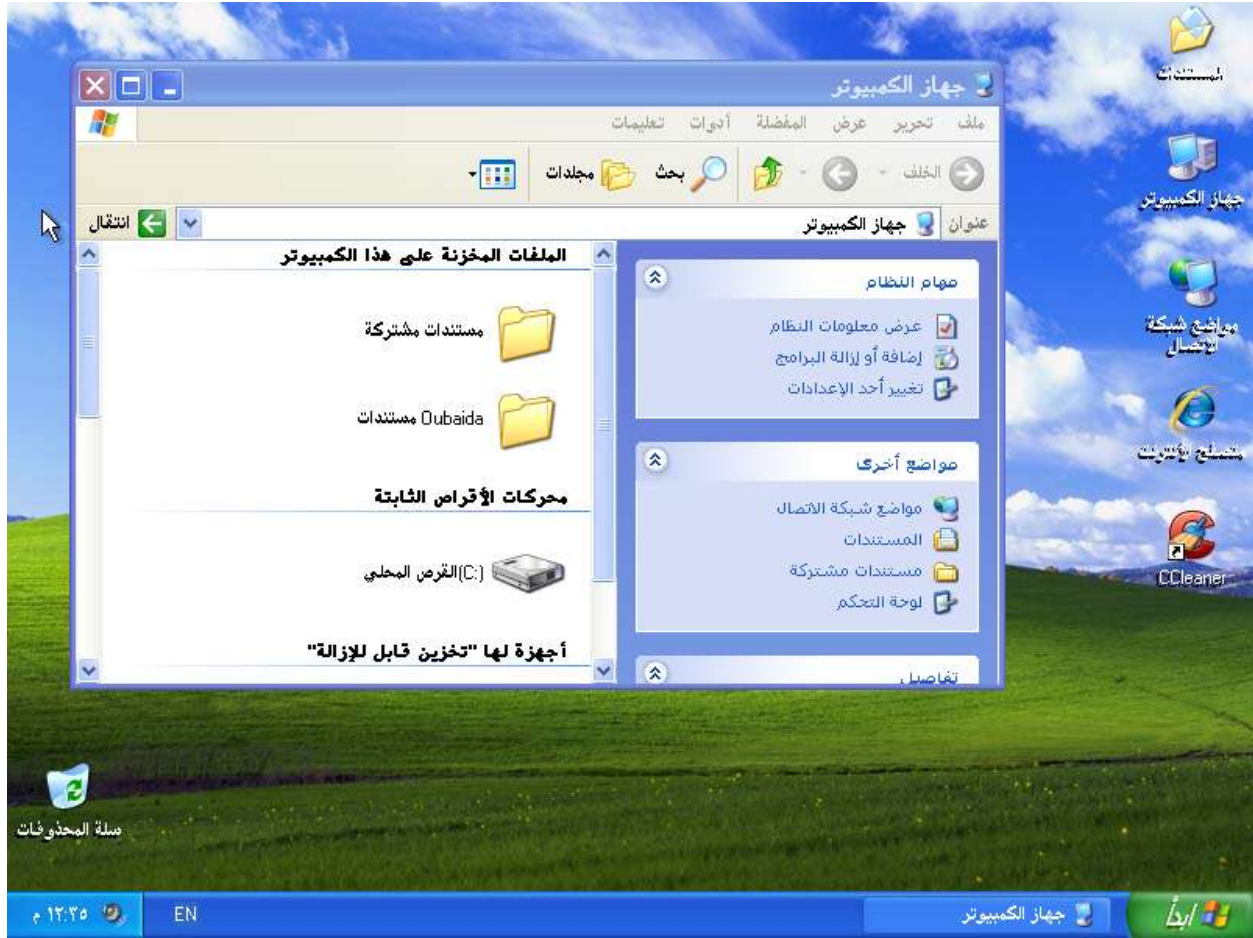 المستندات
جهاز الكمبيوتر
مواضع شبكة
الاتصال
متصفح الإنترنت
CCleaner
جهاز الكمبيوتر
ملف تحرير عرض المفضلة أدوات تعليمات
الخلف بحث مجلدات
عنوان جهاز الكمبيوتر انتقال
مهام النظام
عرض معلومات النظام
إضافة أو إزالة البرامج
تغيير أحد الإعدادات
مواضع أخرى
مواضع شبكة الاتصال
المستندات
مستندات مشتركة
لوحة التحكم
تفاصيل
الملفات المخزنة على هذا الكمبيوتر
مستندات مشتركة
Oubaida مستندات
محركات الأقراص الثابتة
(C:)القرص المحلي
أجهزة لها "تخزين قابل للإزالة"
سلة المحذوفات
ابدأ جهاز الكمبيوتر EN ١٢:٣٥ م